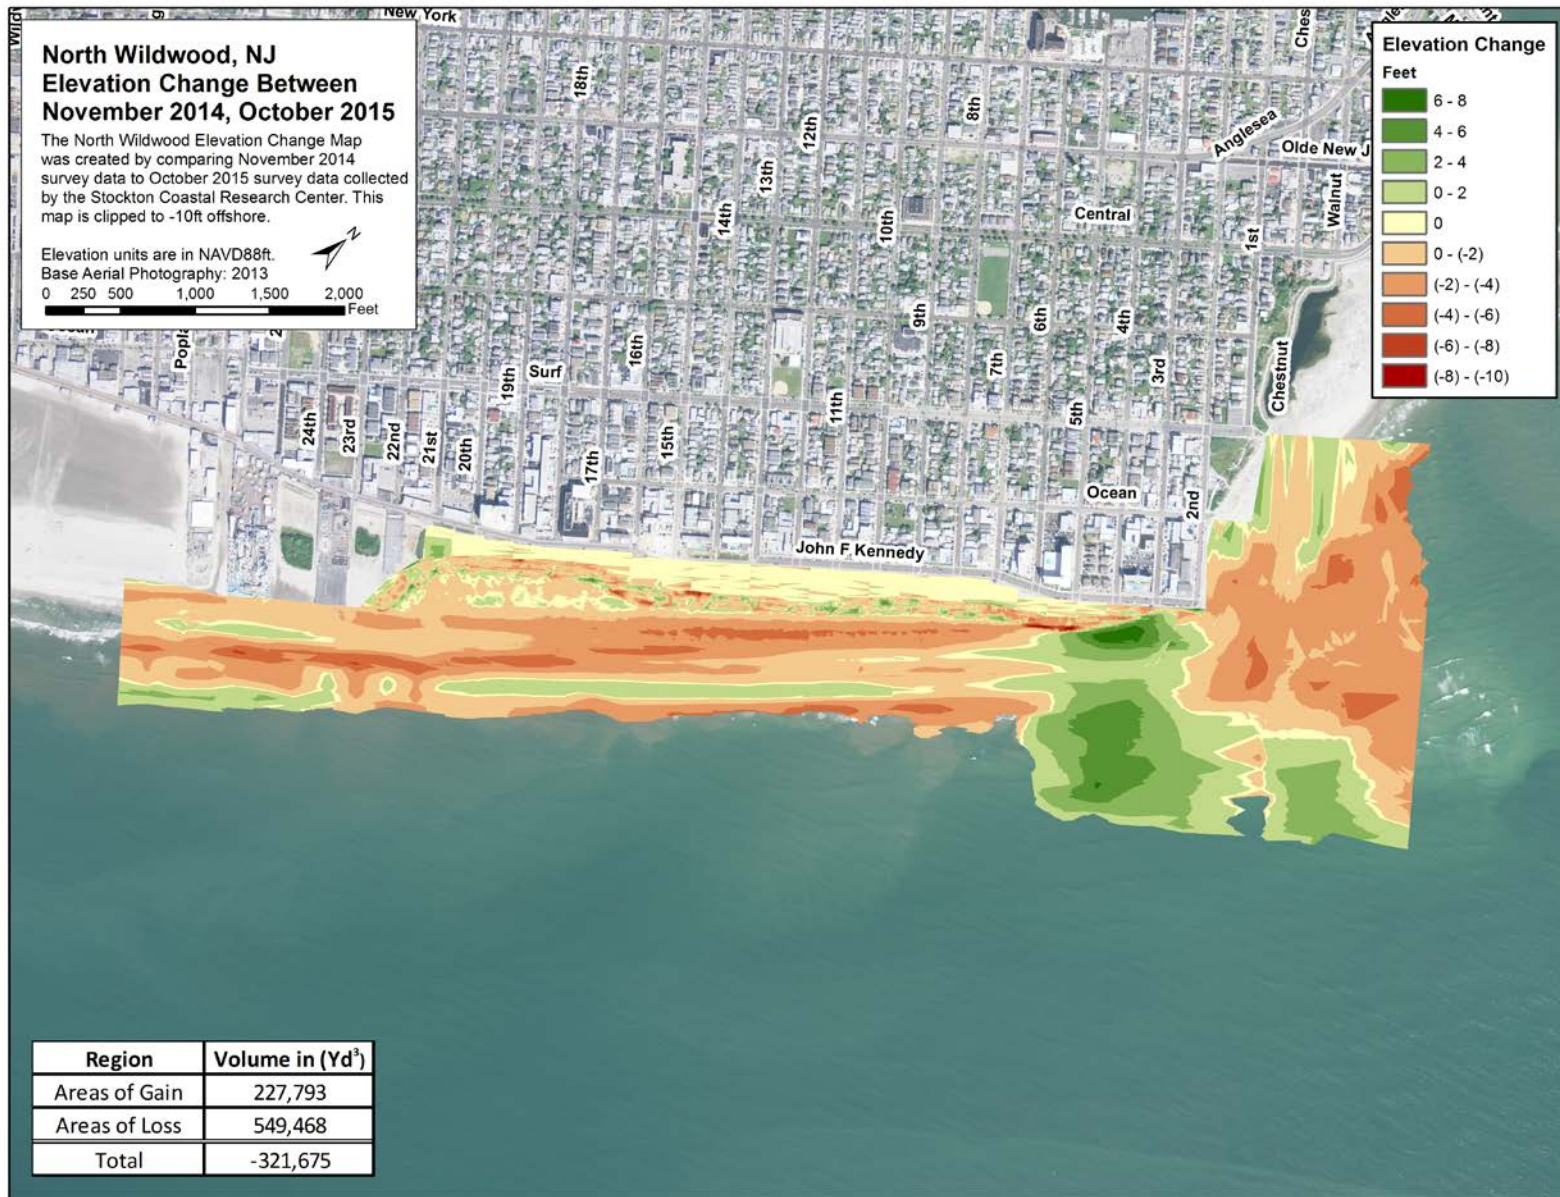 North Wildwood, NJ
Elevation Change Between
November 2014, October 2015
The North Wildwood Elevation Change Map
was created by comparing November 2014
survey data to October 2015 survey data collected
by the Stockton Coastal Research Center. This
map is clipped to -10ft offshore.
Elevation units are in NAVD88ft.
Base Aerial Photography: 2013
N
0 250 500 1,000 1,500 2,000
Feet
Elevation Change
Feet
6 - 8
4 - 6
2 - 4
0 - 2
0
0 - (-2)
(-2) - (-4)
(-4) - (-6)
(-6) - (-8)
(-8) - (-10)
New York
18th
12th
8th
13th
14th
10th
Anglesea
Olde New J
Central
Walnut
1st
Ches
9th
6th
4th
16th
Surf
19th
7th
3rd
Chestnut
11th
5th
Popla
24th
23rd
22nd
21st
20th
17th
15th
Ocean
2nd
John F Kennedy
Region Volume in (Yd³)
Areas of Gain 227,793
Areas of Loss 549,468
Total -321,675